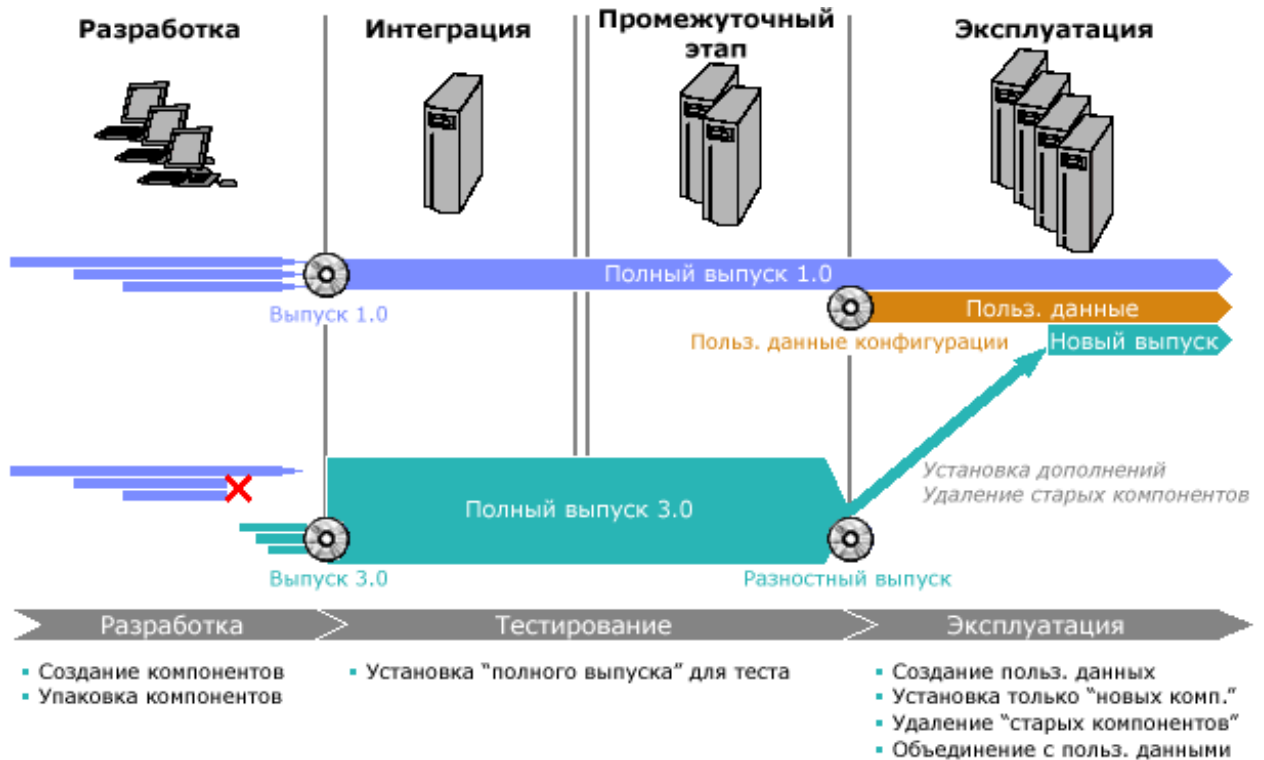 Разработка
Интеграция
Промежуточный
этап
Эксплуатация
Полный выпуск 1.0
Выпуск 1.0
Польз. данные
Польз. данные конфигурации
Новый выпуск
Установка дополнений
Удаление старых компонентов
Полный выпуск 3.0
Выпуск 3.0
Разностный выпуск
Разработка
Тестирование
Эксплуатация
▪ Создание компонентов
▪ Упаковка компонентов
▪ Установка “полного выпуска” для теста
▪ Создание польз. данных
▪ Установка только “новых комп.”
▪ Удаление “старых компонентов”
▪ Объединение с польз. данными